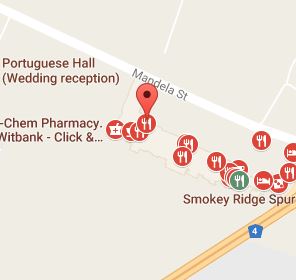 Portuguese Hall
(Wedding reception)
Mandela St
-Chem Pharmacy.
Witbank - Click &...
Smokey Ridge Spur
4